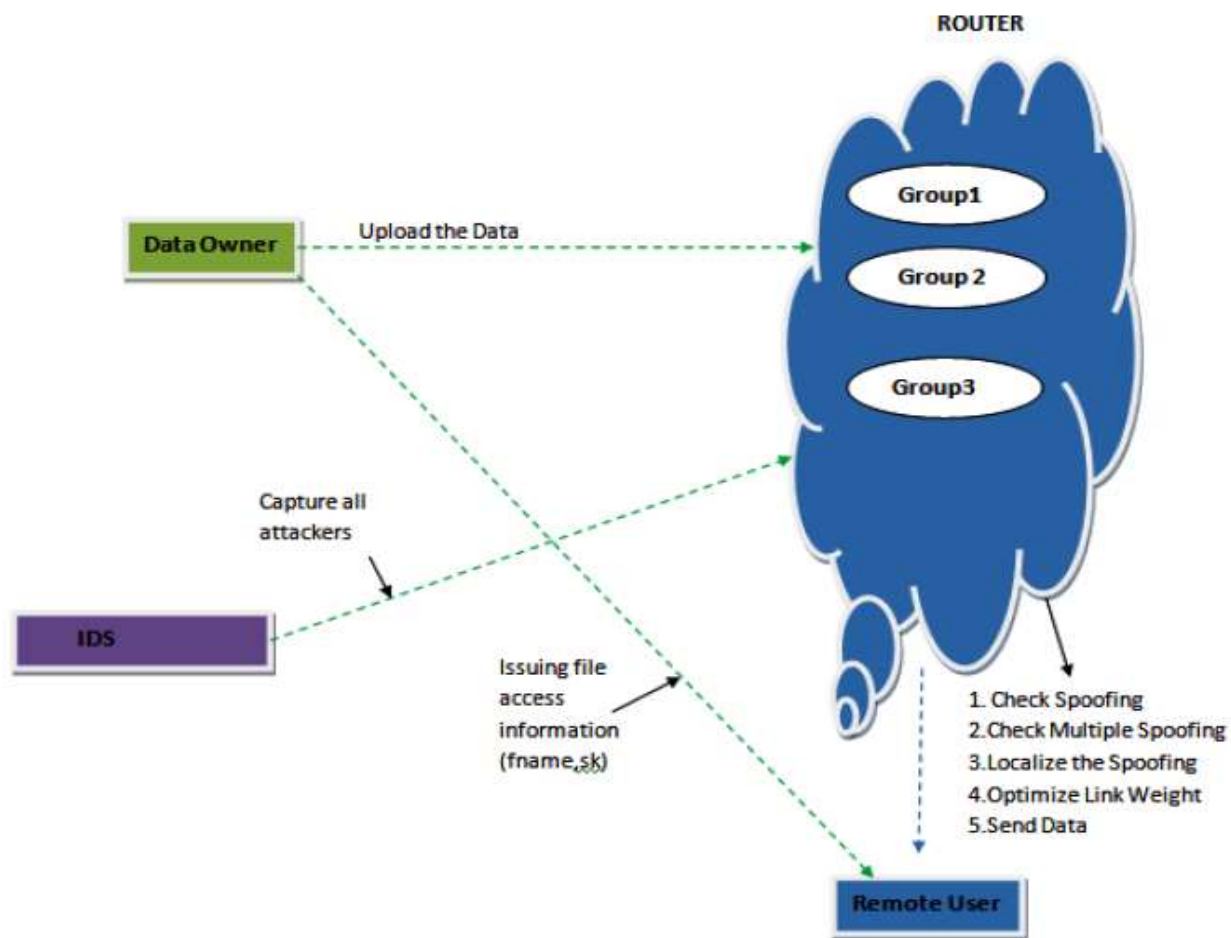 ROUTER
Group1
Data Owner
Upload the Data
Group 2
Group3
Capture all
attackers
IDS
Issuing file
access
information
(fname,sk)
1. Check Spoofing
2.Check Multiple Spoofing
3.Localize the Spoofing
4.Optimize Link Weight
5.Send Data
Remote User